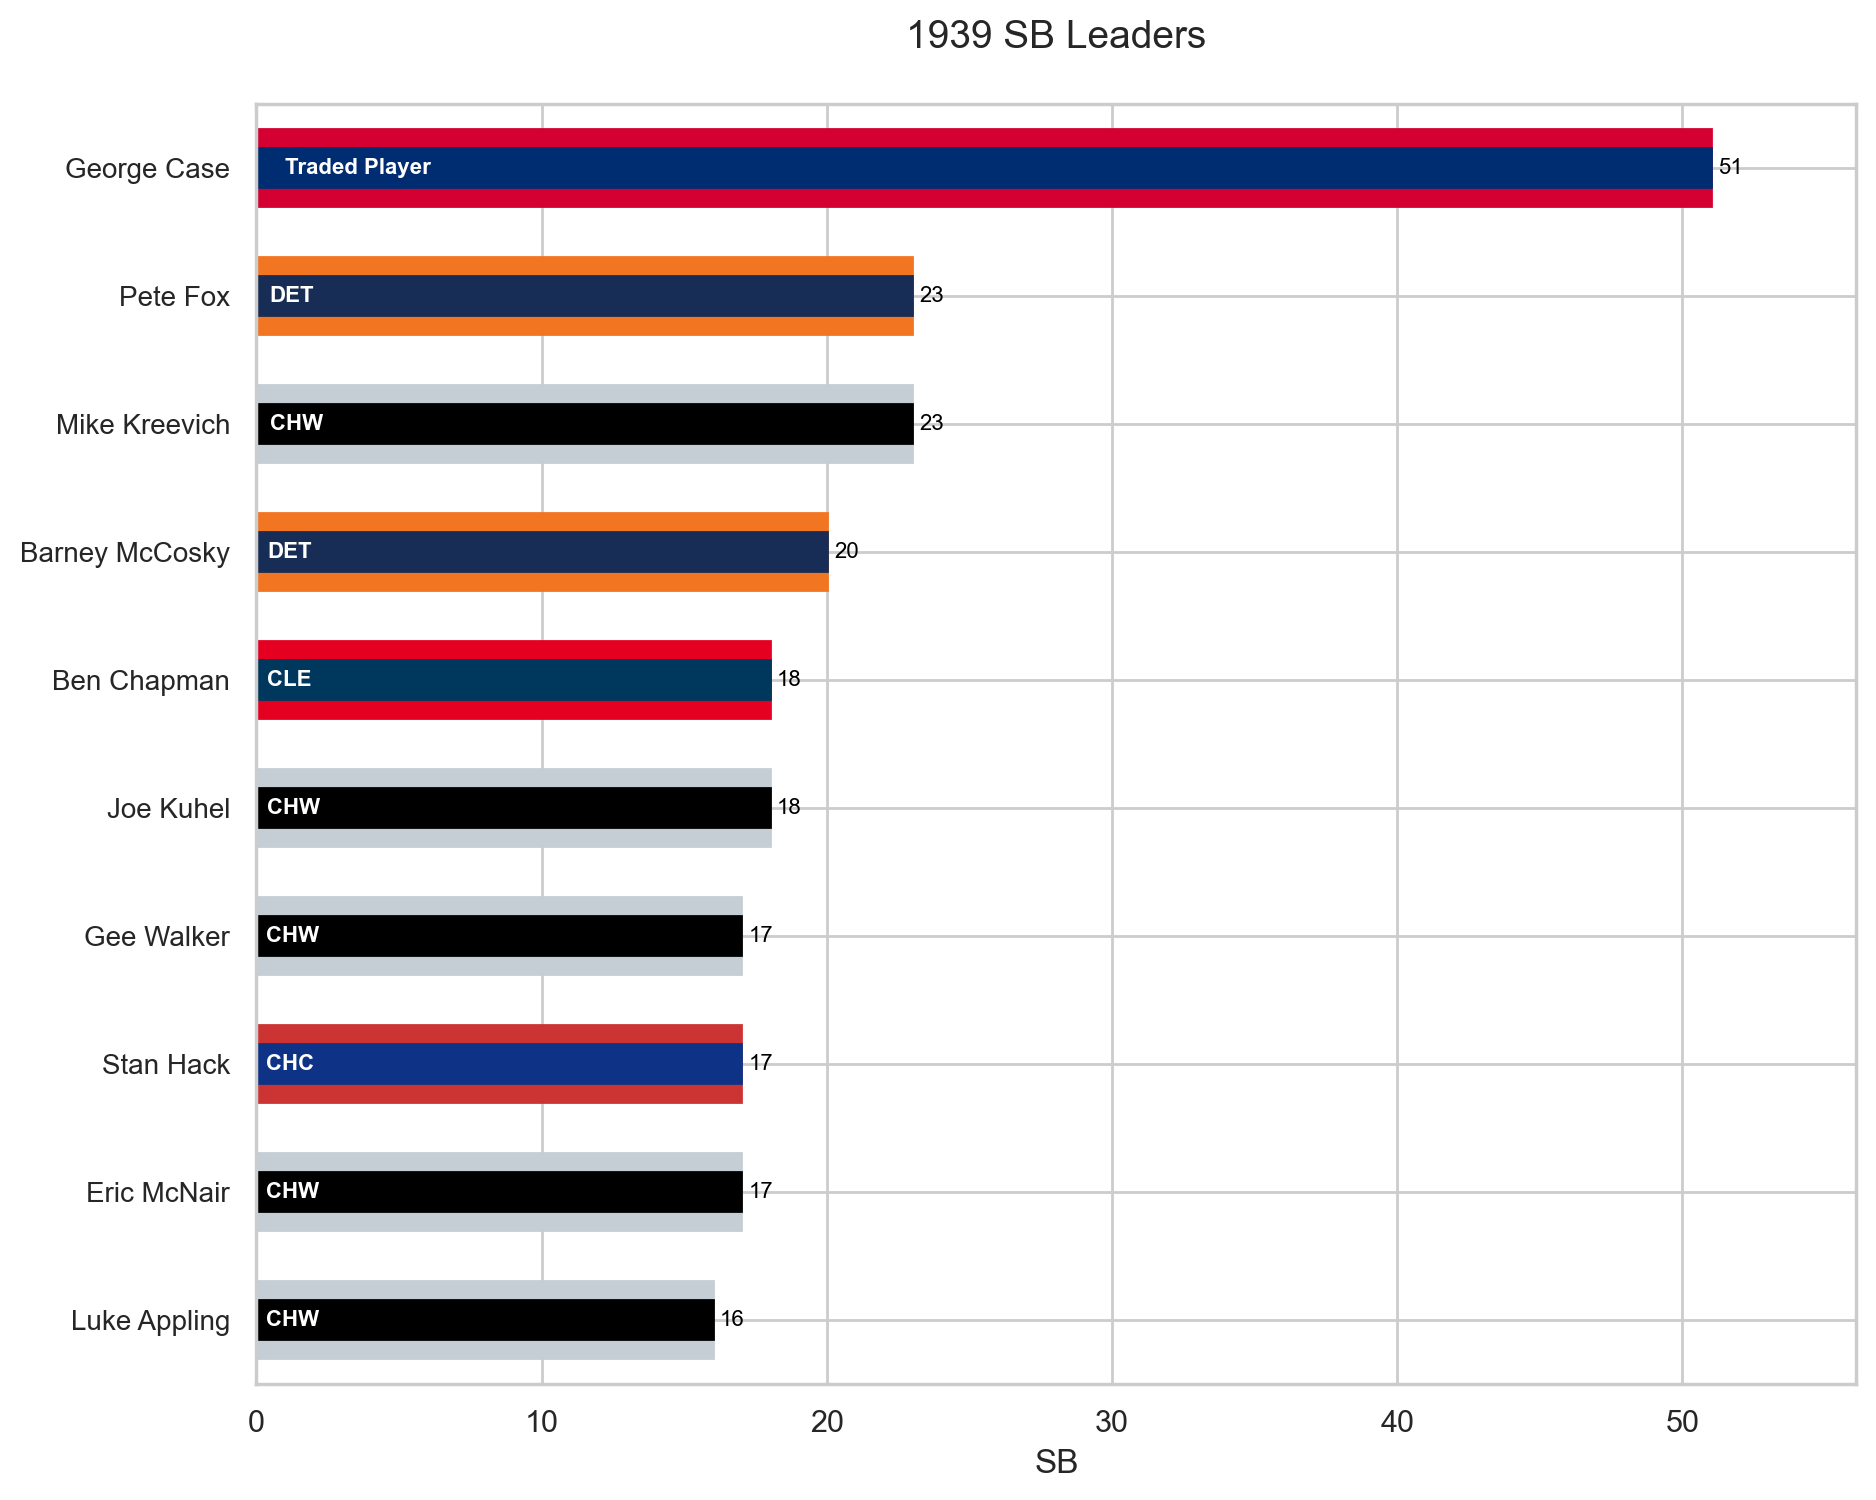 1939 SB Leaders
George Case Traded Player 51
Pete Fox DET 23
Mike Kreevich CHW 23
Barney McCosky DET 20
Ben Chapman CLE 18
Joe Kuhel CHW 18
Gee Walker CHW 17
Stan Hack CHC 17
Eric McNair CHW 17
Luke Appling CHW 16
0 10 20 30 40 50
SB